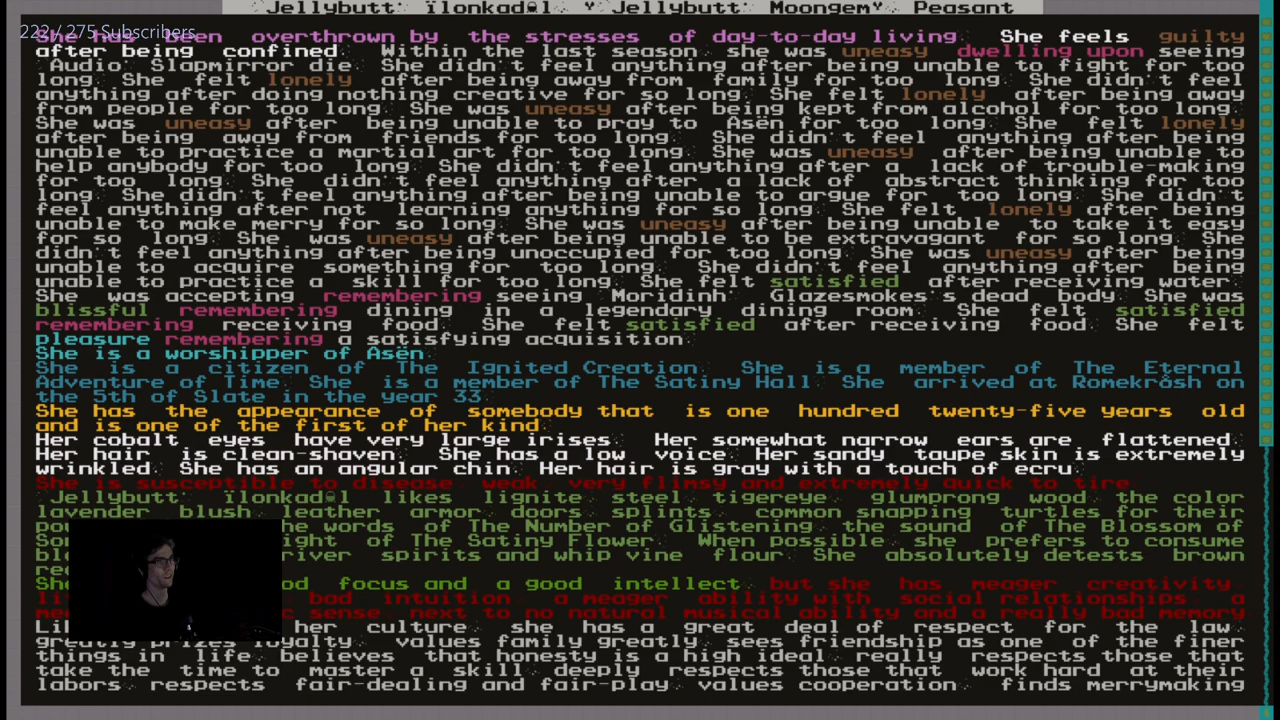 `Jellybutt' ïlonkad☠l, "Jellybutt Moongem", Peasant
222 / 275 Subscribers
She has been overthrown by the stresses of day-to-day living. She feels guilty
after being confined. Within the last season, she was uneasy dwelling upon seeing
`Audio' Slapmirror die. She didn't feel anything after being unable to fight for too
long. She felt lonely after being away from family for too long. She didn't feel
anything after doing nothing creative for so long. She felt lonely after being away
from people for too long. She was uneasy after being kept from alcohol for too long.
She was uneasy after being unable to pray to Asën for too long. She felt lonely
after being away from friends for too long. She didn't feel anything after being
unable to practice a martial art for too long. She was uneasy after being unable to
help anybody for too long. She didn't feel anything after a lack of trouble-making
for too long. She didn't feel anything after a lack of abstract thinking for too
long. She didn't feel anything after being unable to argue for too long. She didn't
feel anything after not learning anything for so long. She felt lonely after being
unable to make merry for so long. She was uneasy after being unable to take it easy
for so long. She was uneasy after being unable to be extravagant for so long. She
didn't feel anything after being unoccupied for too long. She was uneasy after being
unable to acquire something for too long. She didn't feel anything after being
unable to practice a skill for too long. She felt satisfied after receiving water.
She was accepting remembering seeing Moridinh Glazesmokes's dead body. She was
blissful remembering dining in a legendary dining room. She felt satisfied
remembering receiving food. She felt satisfied after receiving food. She felt
pleasure remembering a satisfying acquisition.
She is a worshipper of Asën.
She is a citizen of The Ignited Creation. She is a member of The Eternal
Adventure of Time. She is a member of The Satiny Hall. She arrived at Romekråsh on
the 5th of Slate in the year 33.
She has the appearance of somebody that is one hundred twenty-five years old
and is one of the first of her kind.
Her cobalt eyes have very large irises. Her somewhat narrow ears are flattened.
Her hair is clean-shaven. She has a low voice. Her sandy taupe skin is extremely
wrinkled. She has an angular chin. Her hair is gray with a touch of ecru.
She is susceptible to disease, weak, very flimsy and extremely quick to tire.
`Jellybutt' ïlonkad☠l likes lignite, steel, tigereye, glumprong wood, the color
lavender blush, leather armor, doors, splints, common snapping turtles for their
he words of The Number of Glistening, the sound of The Blossom of
ight of The Satiny Flower. When possible, she prefers to consume
river spirits and whip vine flour. She absolutely detests brown
She od focus and a good intellect, but she has meager creativity,
bad intuition, a meager ability with social relationships, a
sense, next to no natural musical ability and a really bad memory.
Li her culture, she has a great deal of respect for the law,
greatly prizes loyalty, values family greatly, sees friendship as one of the finer
things in life, believes that honesty is a high ideal, really respects those that
take the time to master a skill, deeply respects those that work hard at their
labors, respects fair-dealing and fair-play, values cooperation, finds merrymaking